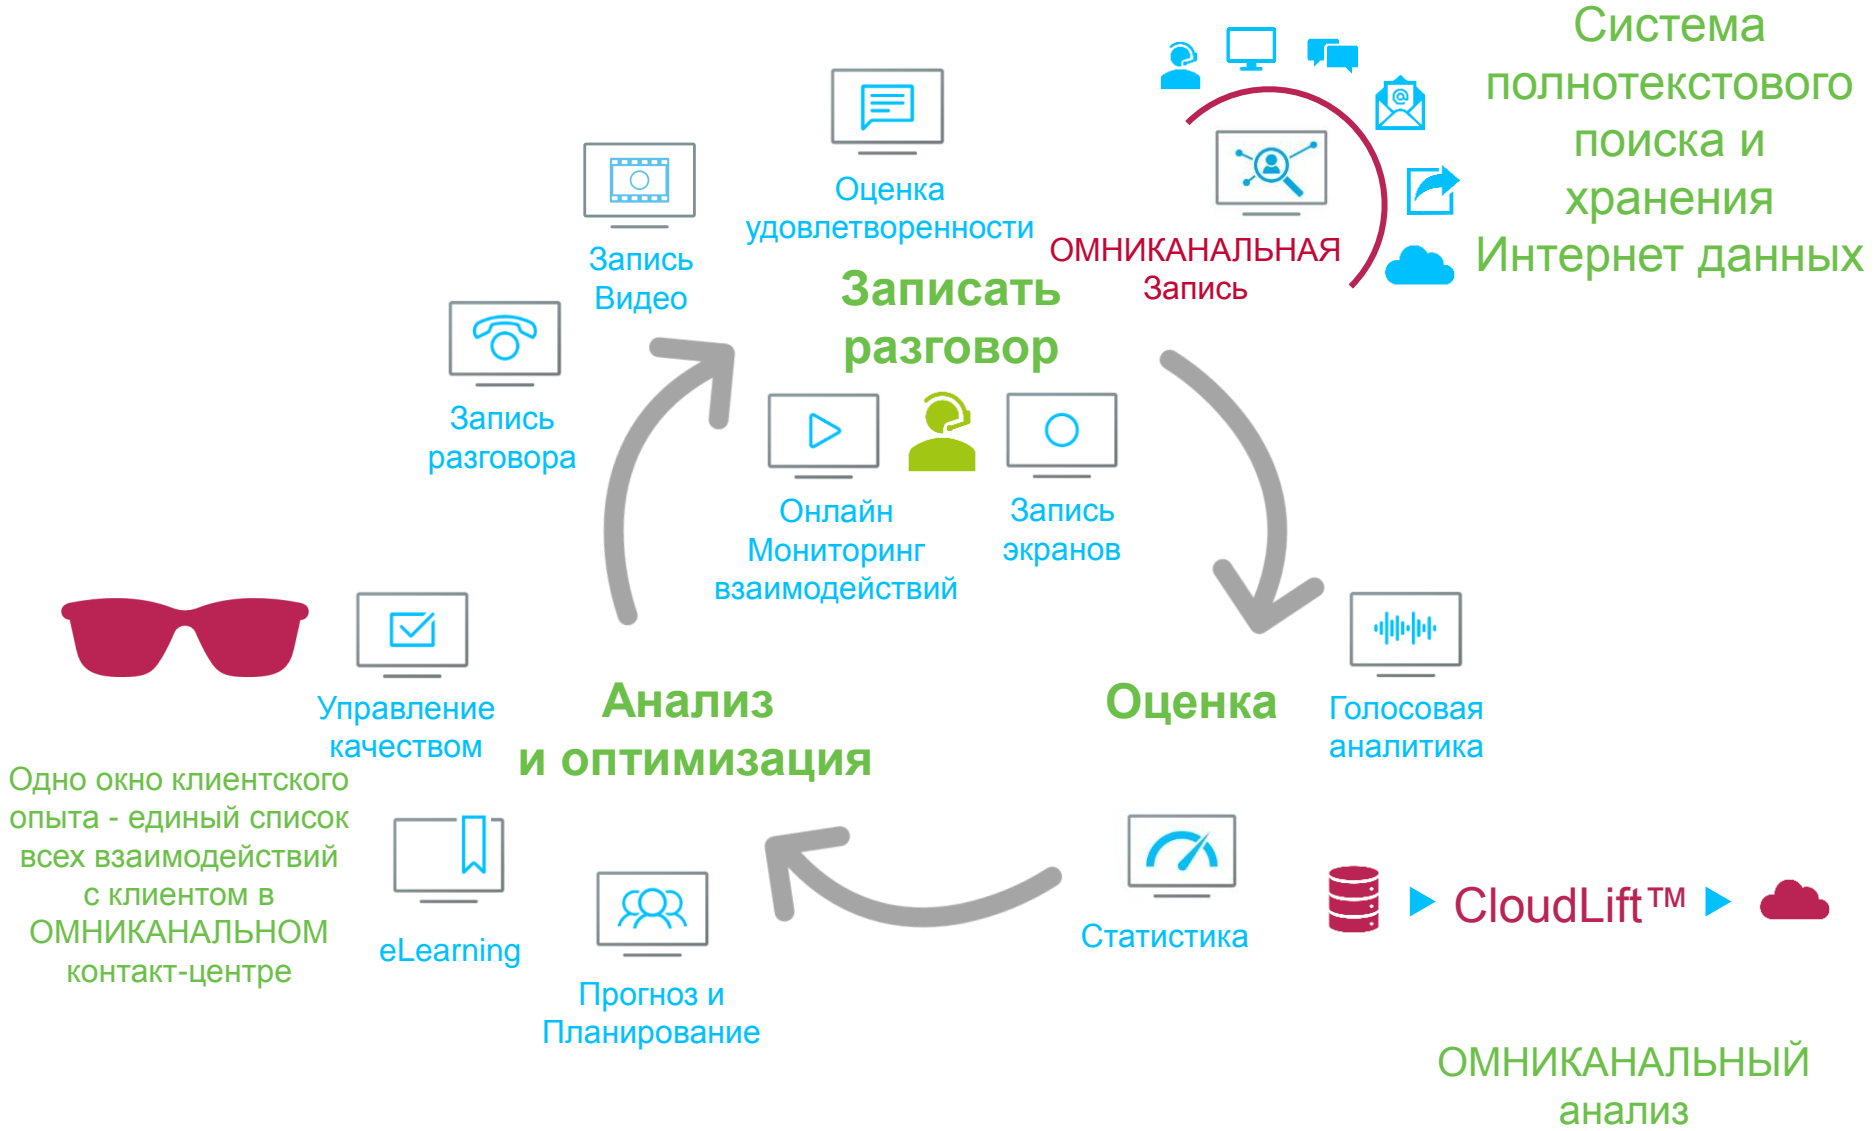 Система
полнотекстового
поиска и
хранения
Интернет данных
Оценка
удовлетворенности
ОМНИКАНАЛЬНАЯ
Запись
Запись
Видео
Записать
разговор
Запись
разговора
Онлайн
Мониторинг
взаимодействий
Запись
экранов
Управление
качеством
Анализ
и оптимизация
Оценка
Голосовая
аналитика
Одно окно клиентского
опыта - единый список
всех взаимодействий
с клиентом в
ОМНИКАНАЛЬНОМ
контакт-центре
eLearning
Прогноз и
Планирование
Статистика
CloudLift™
ОМНИКАНАЛЬНЫЙ
анализ